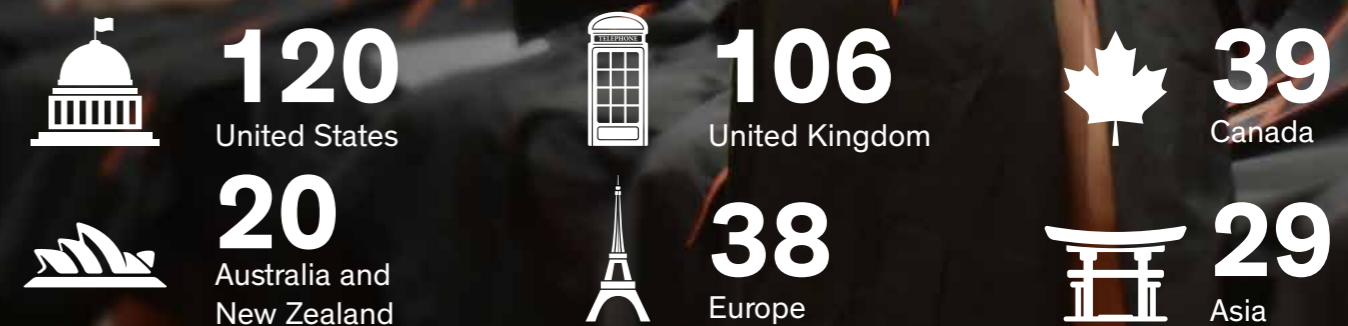 120
United States
TELEPHONE
106
United Kingdom
39
Canada
20
Australia and
New Zealand
38
Europe
29
Asia